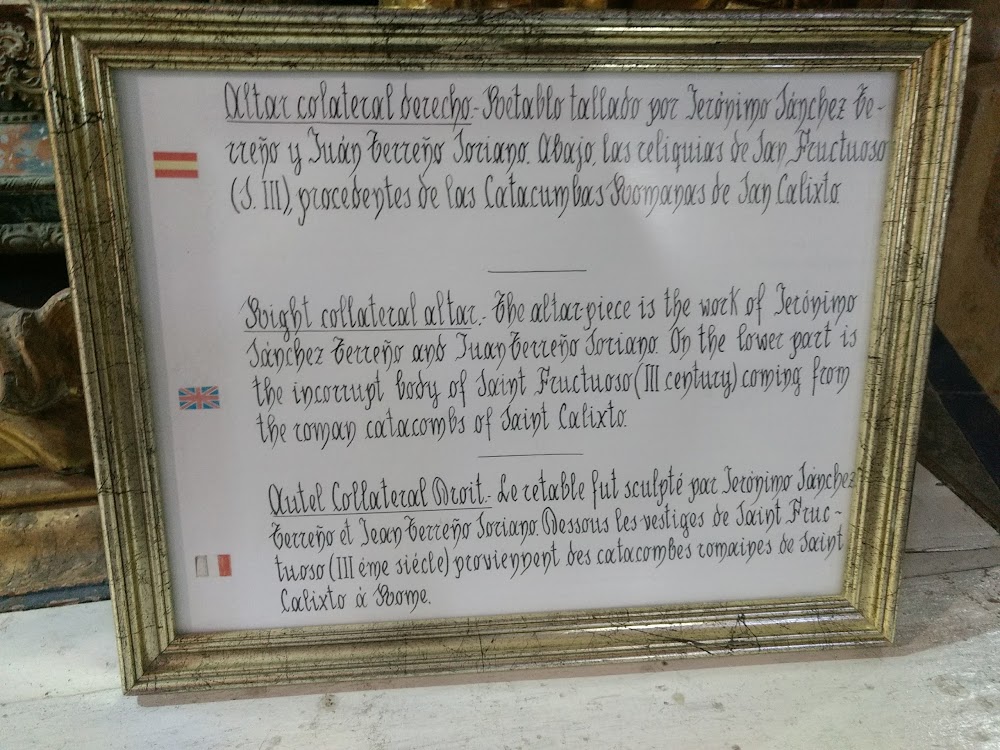 Altar colateral derecho.- Retablo tallado por Jerónimo Sánchez Te-
rreño y Juán Terreño Soriano. Abajo, las reliquias de San Fructuoso
(S. III), procedentes de las Catacumbas Romanas de San Calixto.
Right collateral altar.- The altar-piece is the work of Jerónimo
Sánchez Terreño and Juan Terreño Soriano. On the lower part is
the incorrupt body of Saint Fructuoso (III century) coming from
the roman catacombs of Saint Calixto.
Autel Collateral Droit.- Le retable fut sculpté par Jerónimo Sánchez
Terreño et Jean Terreño Soriano. Dessous les vestiges de Saint Fruc-
tuoso (III éme siécle) proviennent des catacombes romaines de Saint
Calixto à Rome.